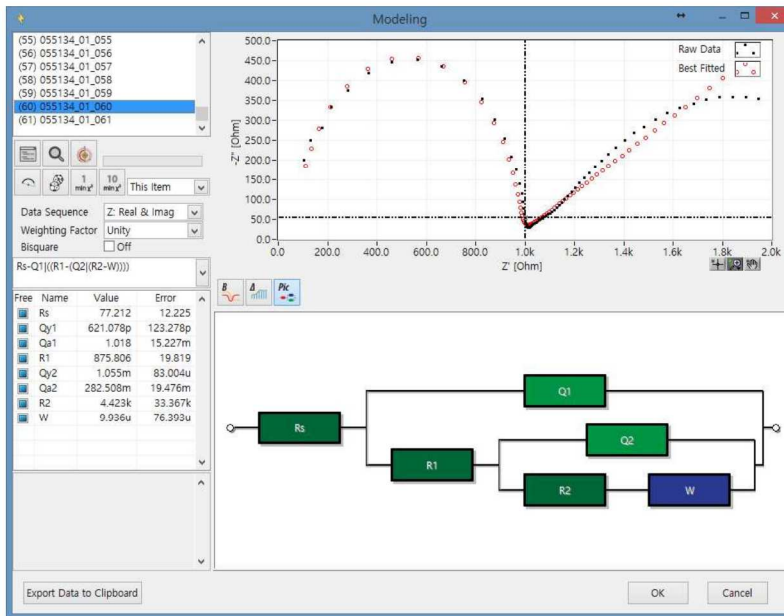 Modeling
(55) 055134_01_055
(56) 055134_01_056
(57) 055134_01_057
(58) 055134_01_058
(59) 055134_01_059
(60) 055134_01_060
(61) 055134_01_061
1 min χ²
10 min χ²
This item
Data Sequence Z: Real & Imag
Weighting Factor Unity
Bisquare Off
Rs-Q1|((R1-(Q2|(R2-W))))
Free Name Value Error
Rs 77.212 12.225
Qy1 621.078p 123.278p
Qa1 1.018 15.227m
R1 875.806 19.819
Qy2 1.055m 83.004u
Qa2 282.508m 19.476m
R2 4.423k 33.367k
W 9.936u 76.393u
-Z" [Ohm]
500.0
450.0
400.0
350.0
300.0
250.0
200.0
150.0
100.0
50.0
0.0
0.0 200.0 400.0 600.0 800.0 1.0k 1.2k 1.4k 1.6k 1.8k 2.0k
Z' [Ohm]
Raw Data
Best Fitted
B
Δ
Pic
Q1
Rs
Q2
R1
R2
W
Export Data to Clipboard
OK
Cancel